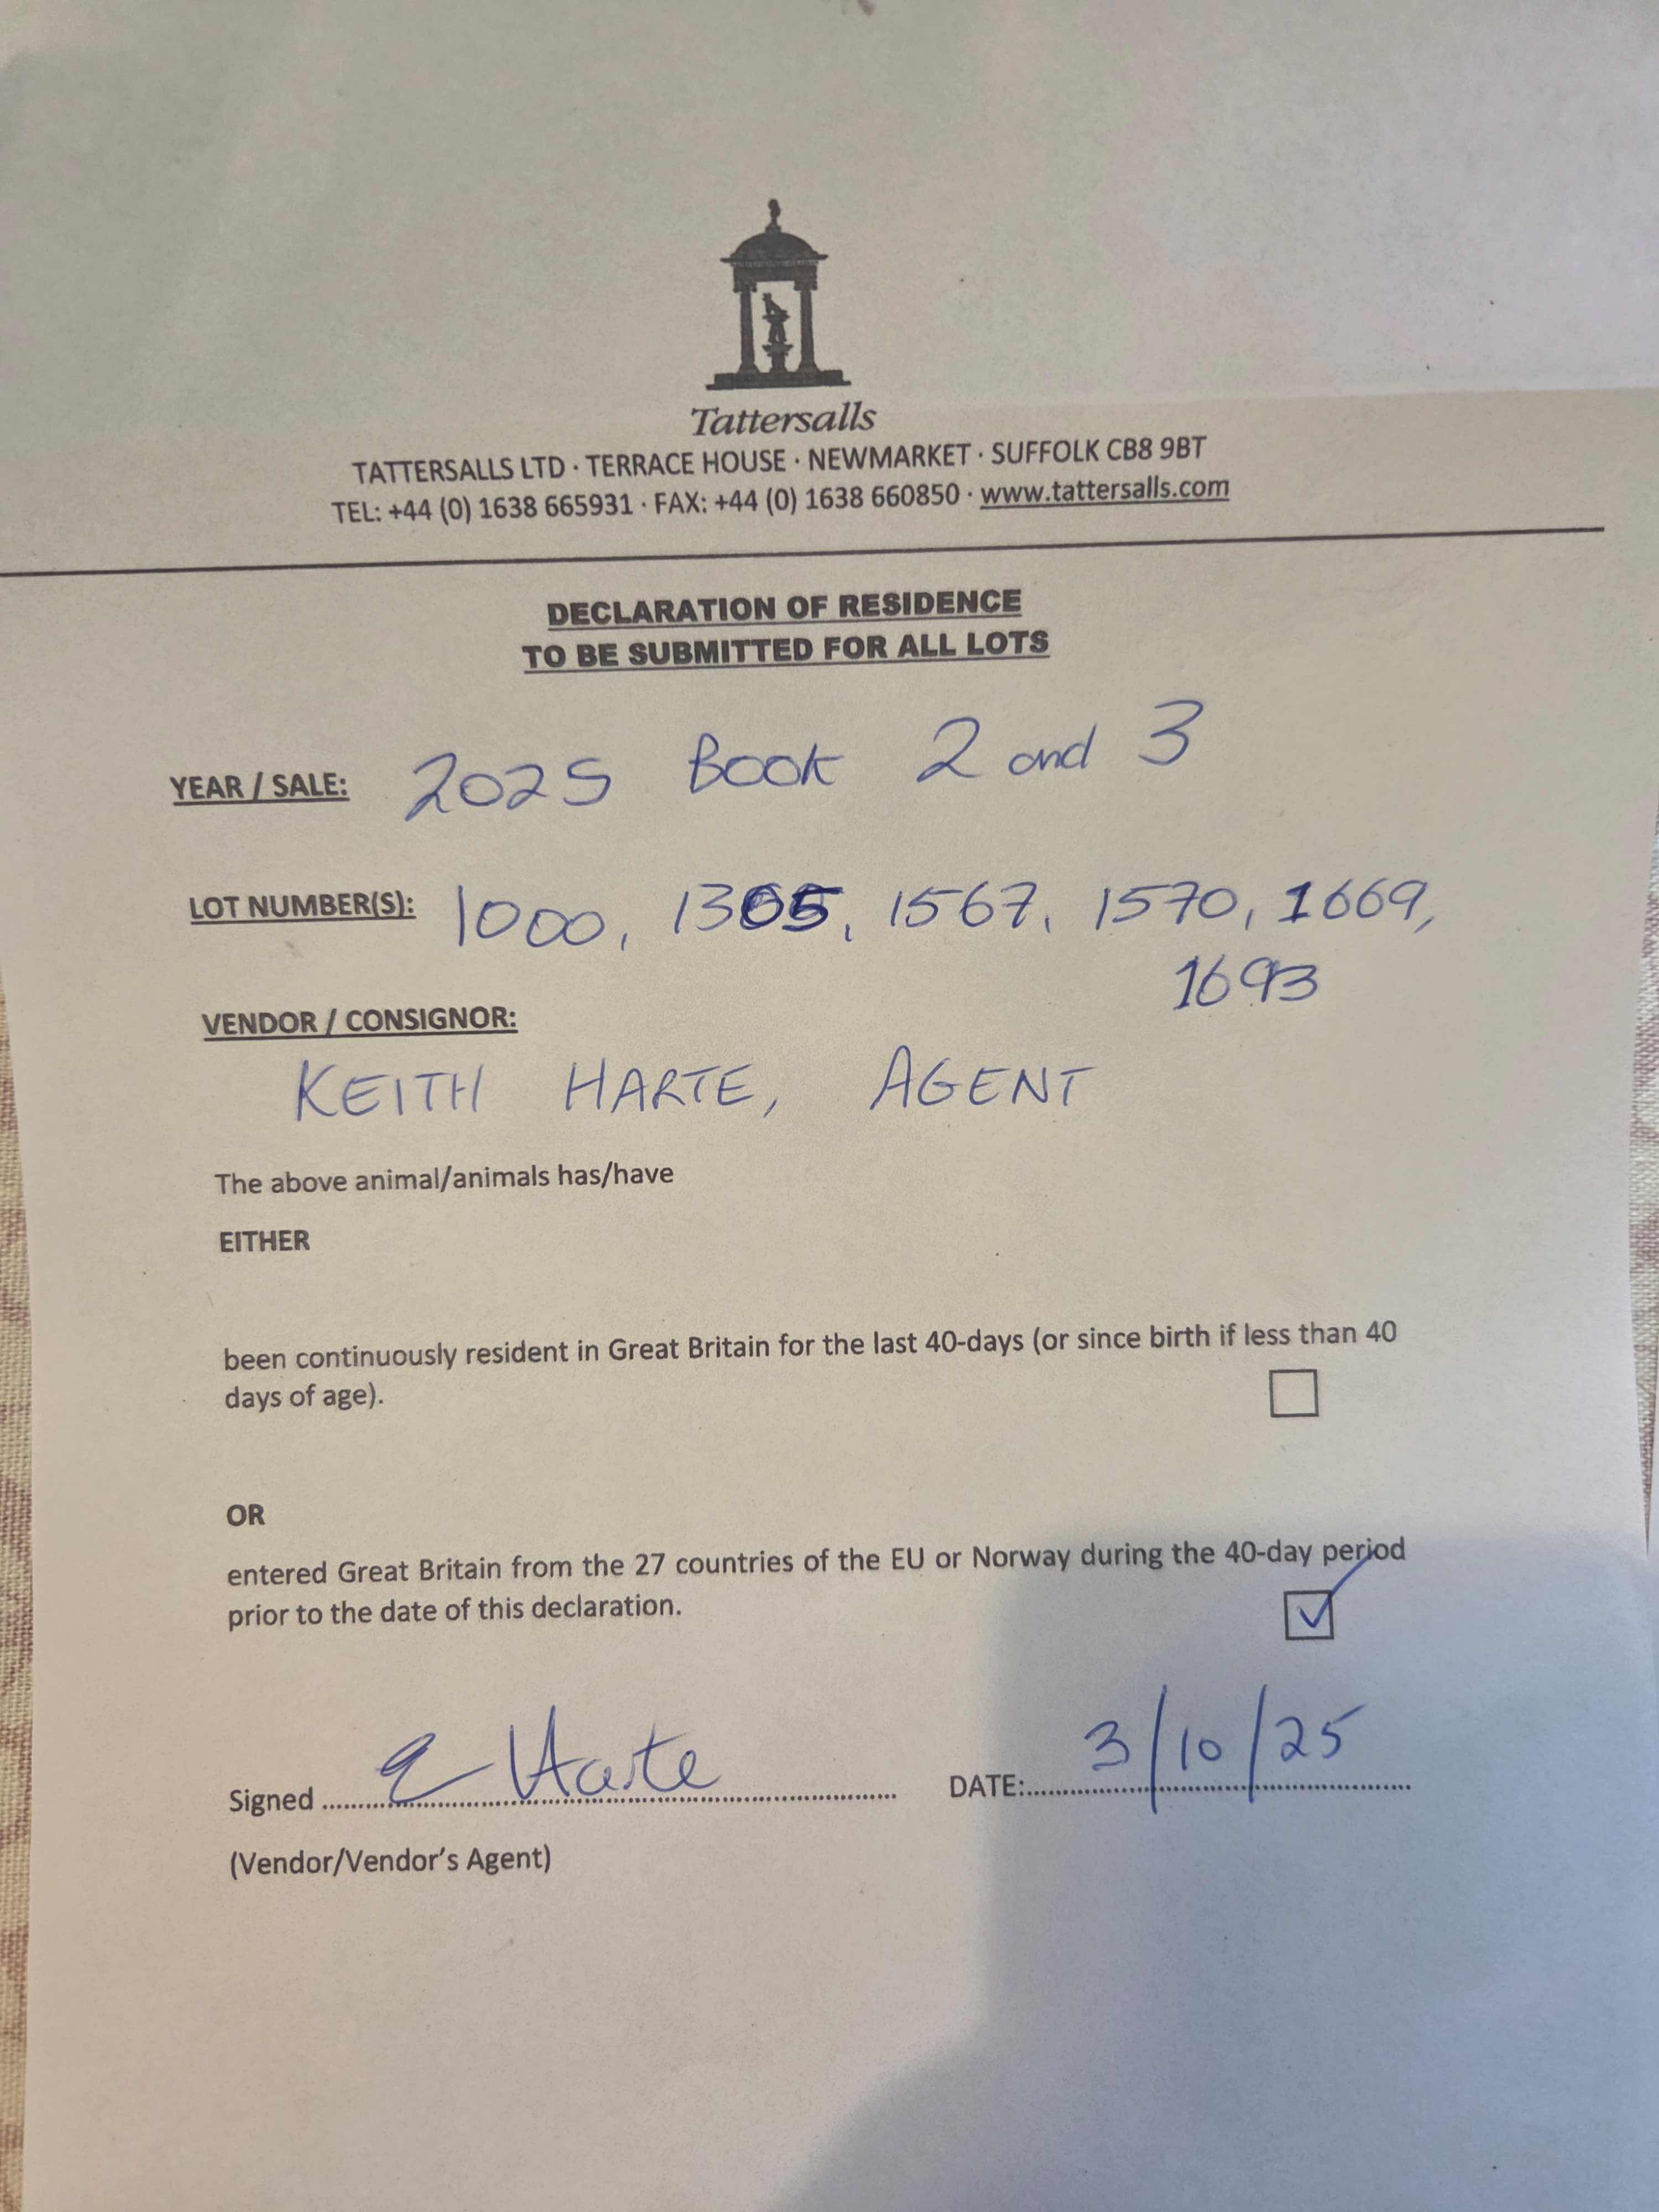 Tattersalls
TATTERSALLS LTD · TERRACE HOUSE · NEWMARKET · SUFFOLK CB8 9BT
TEL: +44 (0) 1638 665931 · FAX: +44 (0) 1638 660850 · www.tattersalls.com
DECLARATION OF RESIDENCE
TO BE SUBMITTED FOR ALL LOTS
YEAR / SALE: 2025 Book 2 and 3
LOT NUMBER(S): 1000, 1305, 1567, 1570, 1669,
1693
VENDOR / CONSIGNOR:
KEITH HARTE, AGENT
The above animal/animals has/have
EITHER
been continuously resident in Great Britain for the last 40-days (or since birth if less than 40
days of age).
OR
entered Great Britain from the 27 countries of the EU or Norway during the 40-day period
prior to the date of this declaration.
Signed Harte DATE: 3/10/25
(Vendor/Vendor's Agent)